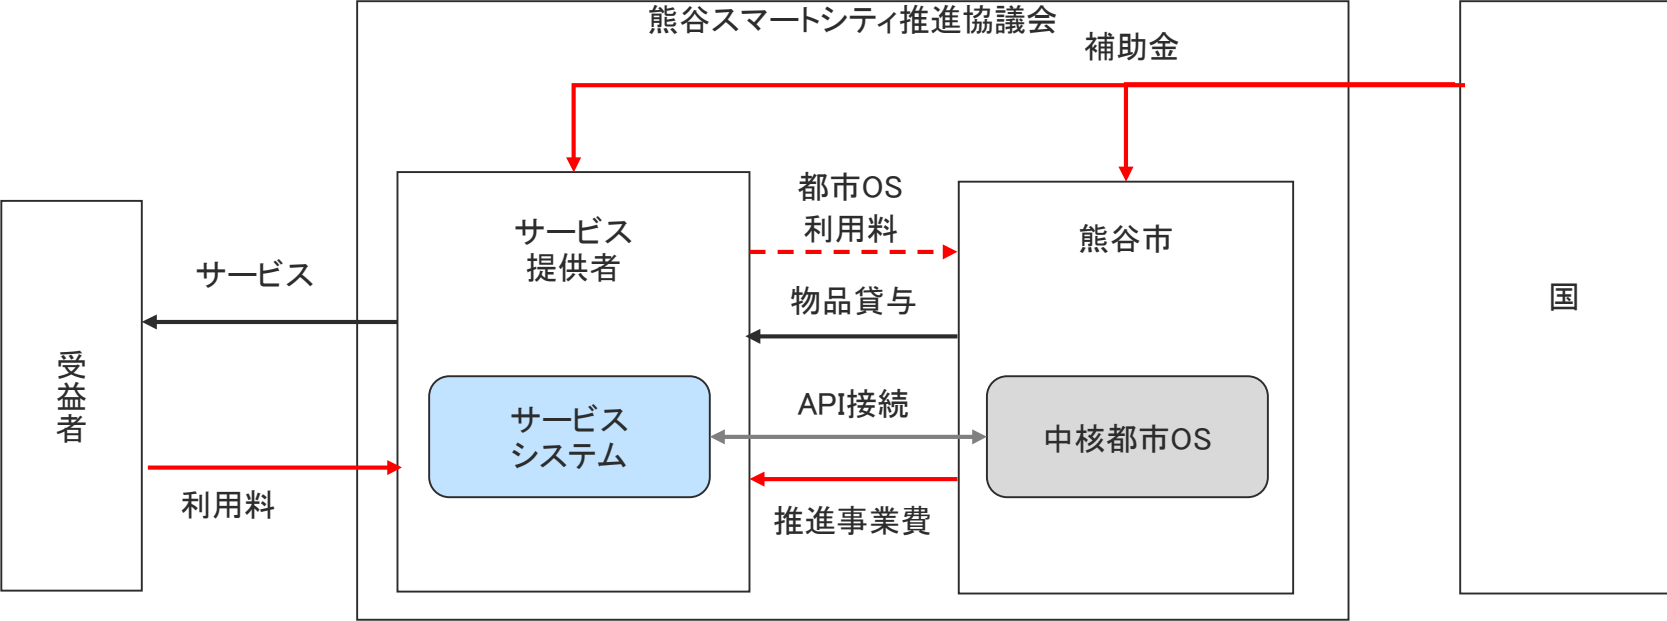 熊谷スマートシティ推進協議会
補助金
都市OS
利用料
サービス
提供者
熊谷市
サービス
物品貸与
国
受益者
API接続
サービス
システム
中核都市OS
利用料
推進事業費